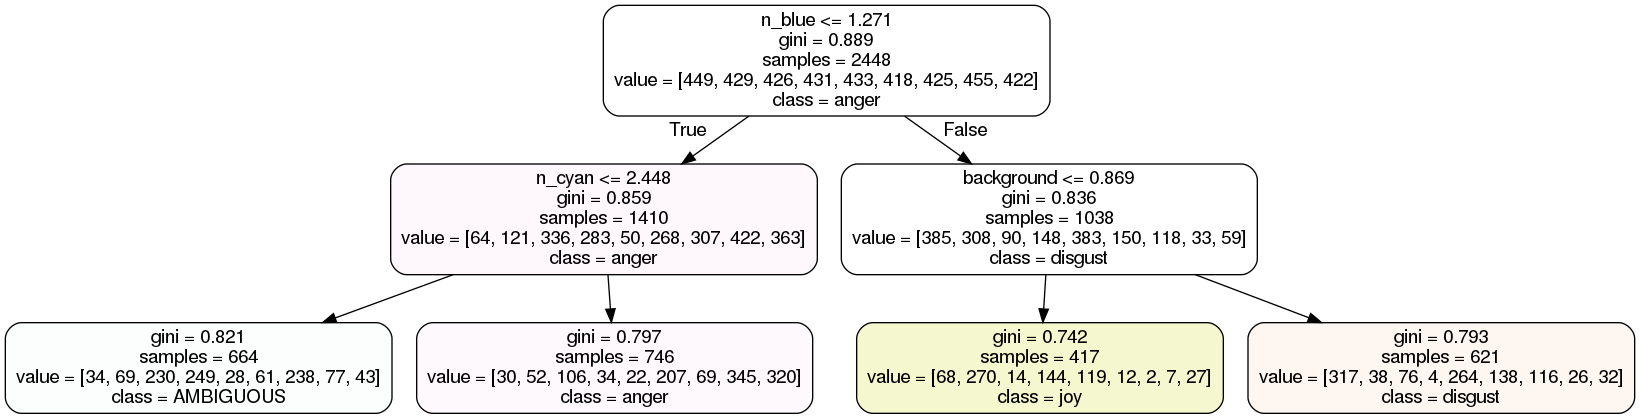 n_blue <= 1.271
gini = 0.889
samples = 2448
value = [449, 429, 426, 431, 433, 418, 425, 455, 422]
class = anger
True
False
n_cyan <= 2.448
gini = 0.859
samples = 1410
value = [64, 121, 336, 283, 50, 268, 307, 422, 363]
class = anger
background <= 0.869
gini = 0.836
samples = 1038
value = [385, 308, 90, 148, 383, 150, 118, 33, 59]
class = disgust
gini = 0.821
samples = 664
value = [34, 69, 230, 249, 28, 61, 238, 77, 43]
class = AMBIGUOUS
gini = 0.797
samples = 746
value = [30, 52, 106, 34, 22, 207, 69, 345, 320]
class = anger
gini = 0.742
samples = 417
value = [68, 270, 14, 144, 119, 12, 2, 7, 27]
class = joy
gini = 0.793
samples = 621
value = [317, 38, 76, 4, 264, 138, 116, 26, 32]
class = disgust